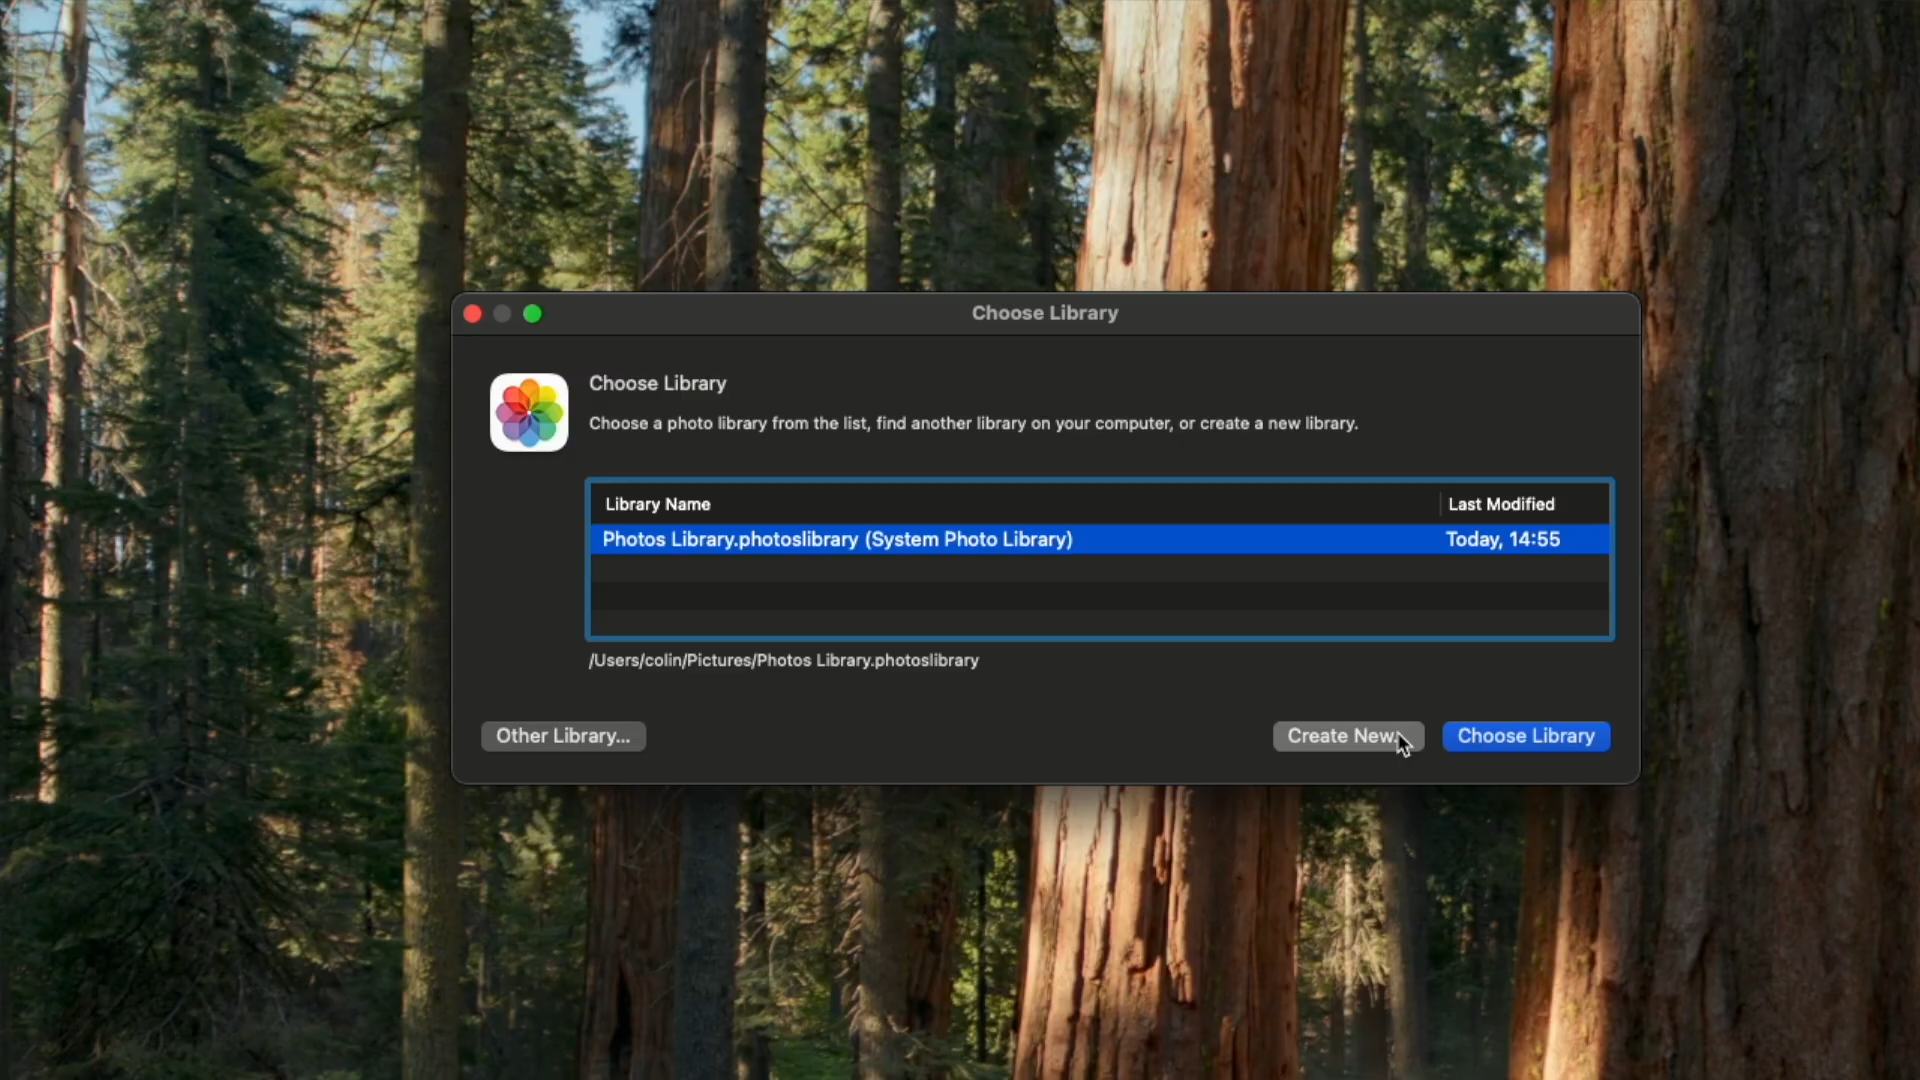 Choose Library
Choose Library
Choose a photo library from the list, find another library on your computer, or create a new library.
Library Name Last Modified
Photos Library.photoslibrary (System Photo Library) Today, 14:55
/Users/colin/Pictures/Photos Library.photoslibrary
Other Library... Create New... Choose Library